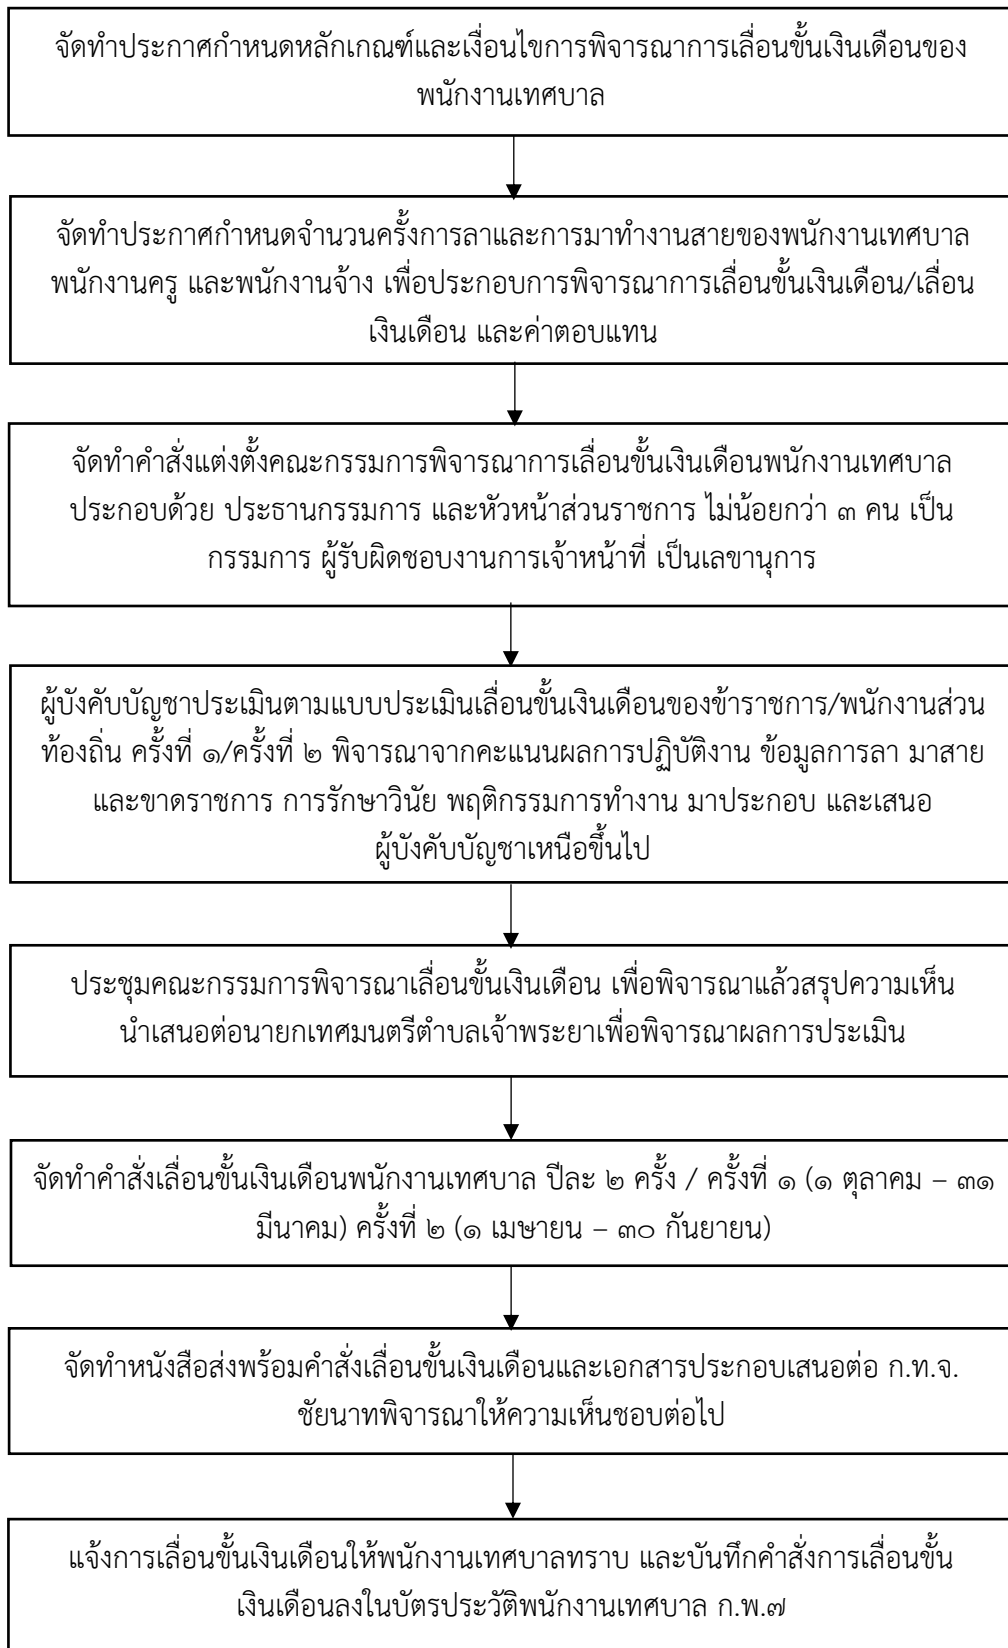 จัดทำประกาศกำหนดหลักเกณฑ์และเงื่อนไขการพิจารณาการเลื่อนขั้นเงินเดือนของ
พนักงานเทศบาล
จัดทำประกาศกำหนดจำนวนครั้งการลาและการมาทำงานสายของพนักงานเทศบาล
พนักงานครู และพนักงานจ้าง เพื่อประกอบการพิจารณาการเลื่อนขั้นเงินเดือน/เลื่อน
เงินเดือน และค่าตอบแทน
จัดทำคำสั่งแต่งตั้งคณะกรรมการพิจารณาการเลื่อนขั้นเงินเดือนพนักงานเทศบาล
ประกอบด้วย ประธานกรรมการ และหัวหน้าส่วนราชการ ไม่น้อยกว่า ๓ คน เป็น
กรรมการ ผู้รับผิดชอบงานการเจ้าหน้าที่ เป็นเลขานุการ
ผู้บังคับบัญชาประเมินตามแบบประเมินเลื่อนขั้นเงินเดือนของข้าราชการ/พนักงานส่วน
ท้องถิ่น ครั้งที่ ๑/ครั้งที่ ๒ พิจารณาจากคะแนนผลการปฏิบัติงาน ข้อมูลการลา มาสาย
และขาดราชการ การรักษาวินัย พฤติกรรมการทำงาน มาประกอบ และเสนอ
ผู้บังคับบัญชาเหนือขึ้นไป
ประชุมคณะกรรมการพิจารณาเลื่อนขั้นเงินเดือน เพื่อพิจารณาแล้วสรุปความเห็น
นำเสนอต่อนายกเทศมนตรีตำบลเจ้าพระยาเพื่อพิจารณาผลการประเมิน
จัดทำคำสั่งเลื่อนขั้นเงินเดือนพนักงานเทศบาล ปีละ ๒ ครั้ง / ครั้งที่ ๑ (๑ ตุลาคม – ๓๑
มีนาคม) ครั้งที่ ๒ (๑ เมษายน – ๓๐ กันยายน)
จัดทำหนังสือส่งพร้อมคำสั่งเลื่อนขั้นเงินเดือนและเอกสารประกอบเสนอต่อ ก.ท.จ.
ชัยนาทพิจารณาให้ความเห็นชอบต่อไป
แจ้งการเลื่อนขั้นเงินเดือนให้พนักงานเทศบาลทราบ และบันทึกคำสั่งการเลื่อนขั้น
เงินเดือนลงในบัตรประวัติพนักงานเทศบาล ก.พ.๗